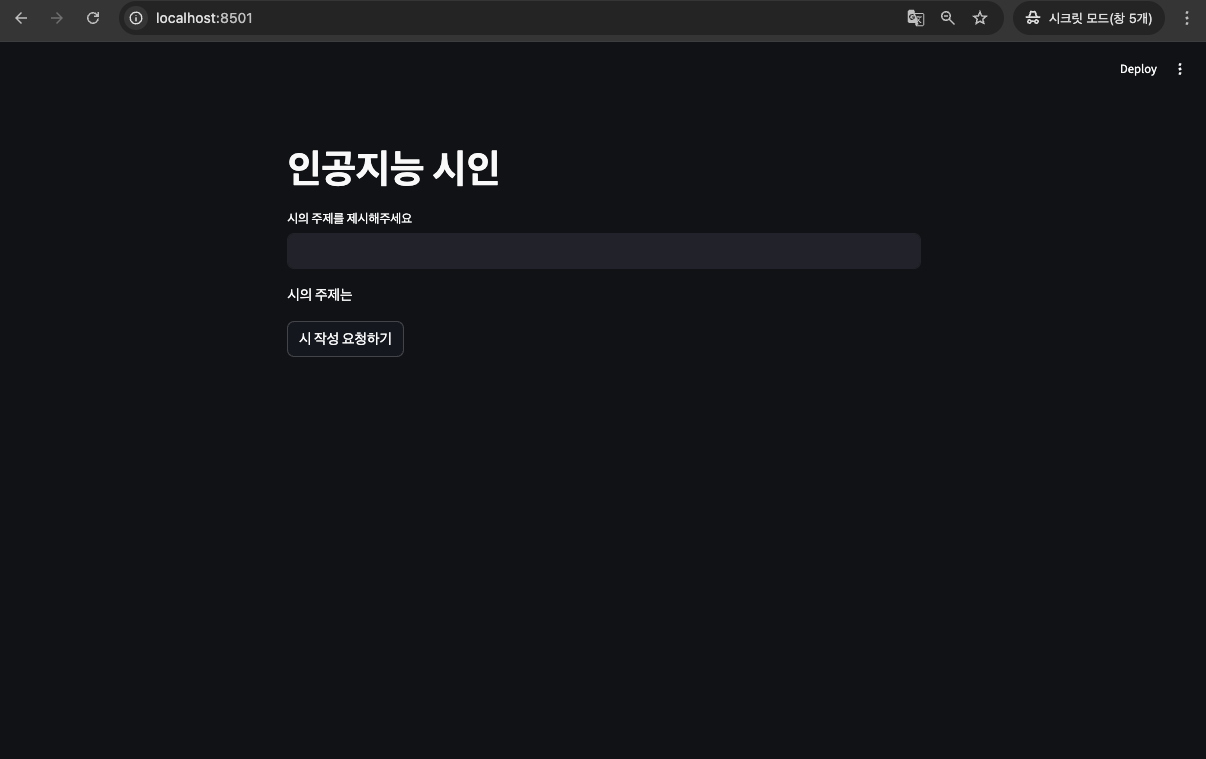 localhost:8501
시크릿 모드(창 5개)
Deploy
인공지능 시인
시의 주제를 제시해주세요
시의 주제는
시 작성 요청하기